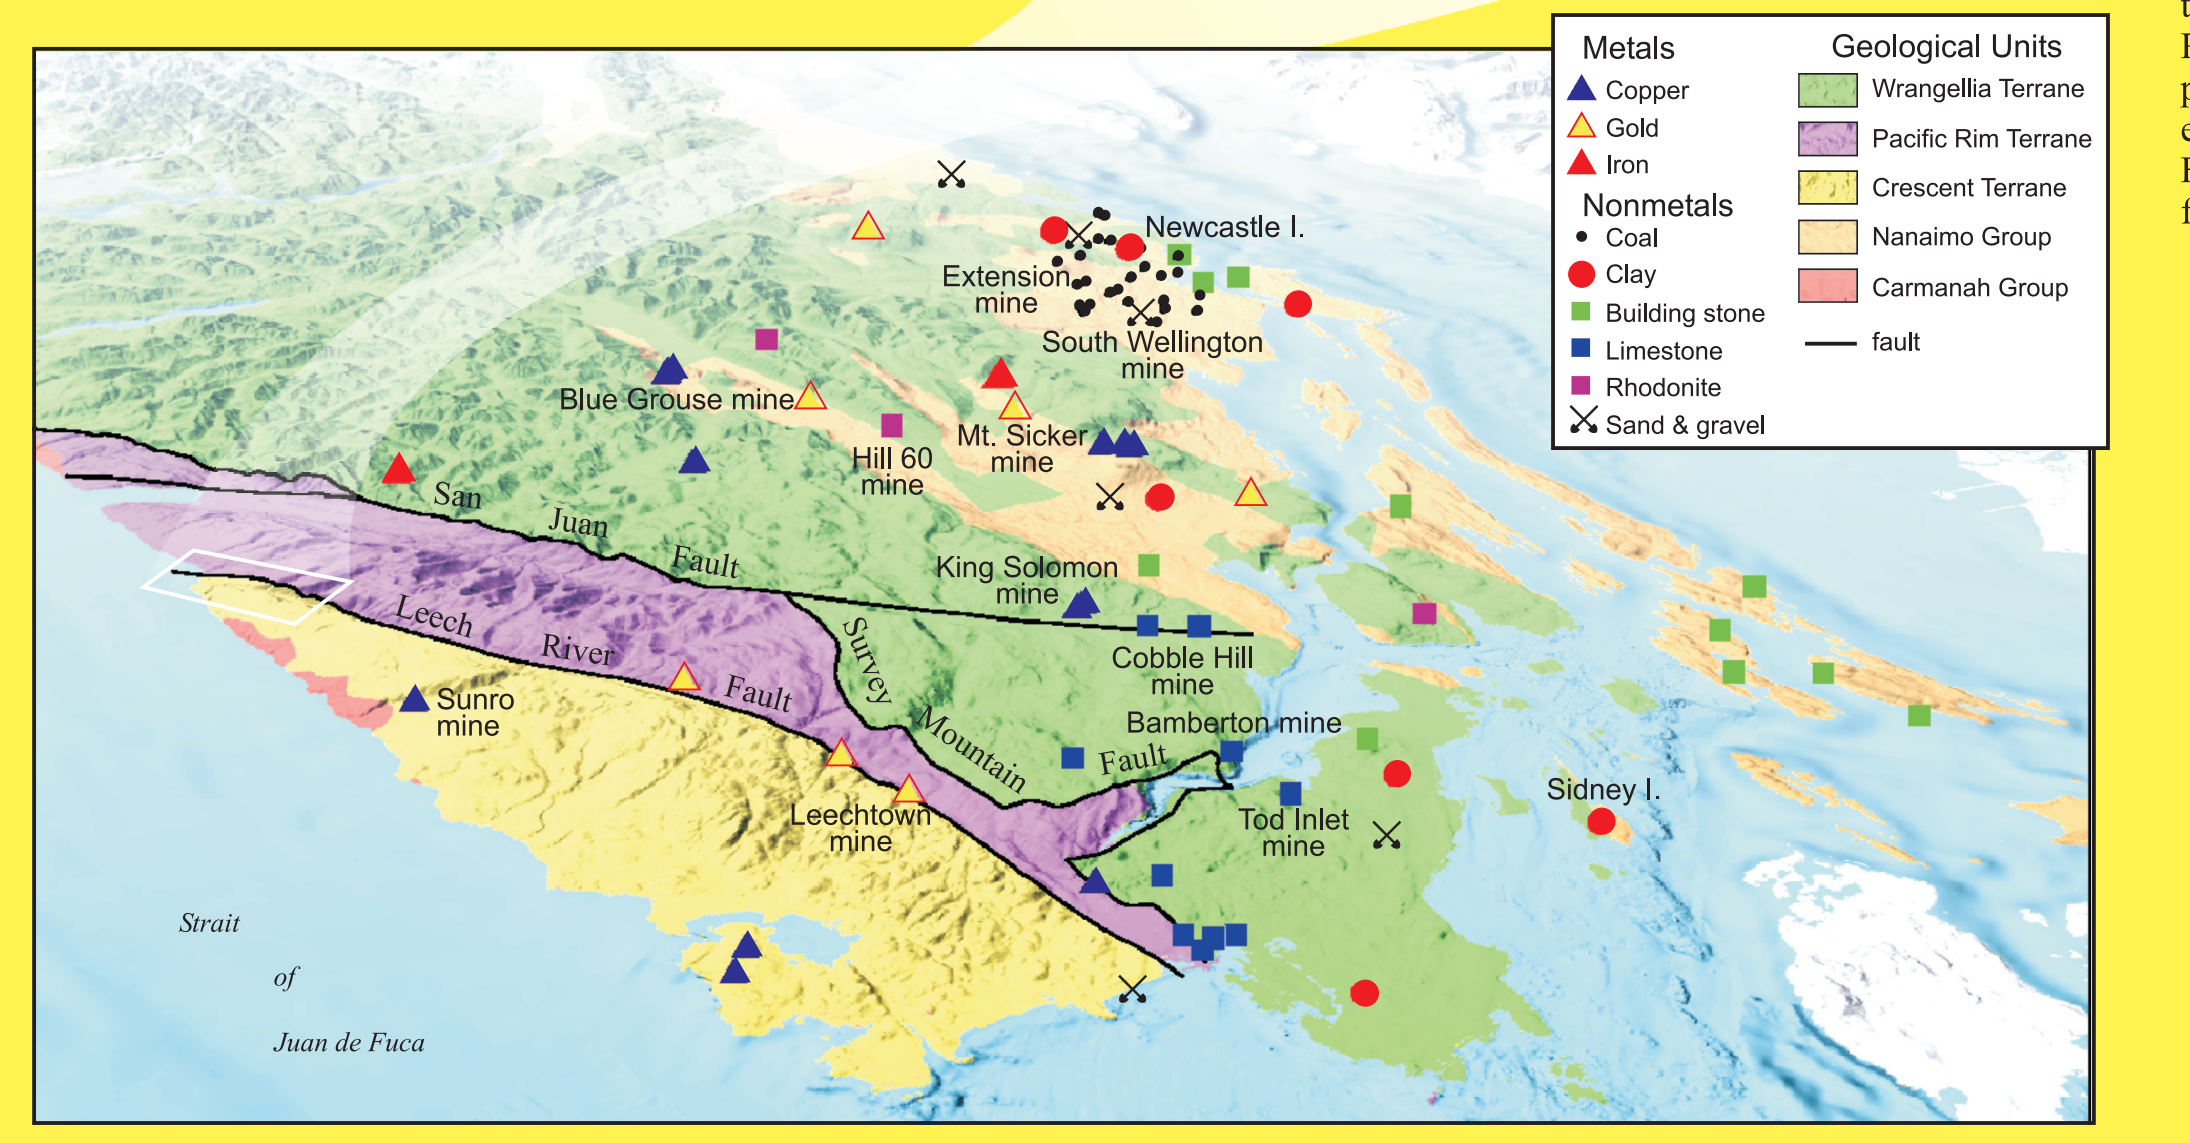 Metals
Copper
Gold
Iron
Nonmetals
Coal
Clay
Building stone
Limestone
Rhodonite
Sand & gravel
Geological Units
Wrangellia Terrane
Pacific Rim Terrane
Crescent Terrane
Nanaimo Group
Carmanah Group
fault
Newcastle I.
Extension
mine
South Wellington
mine
Blue Grouse mine
Hill 60
mine
Mt. Sicker
mine
San Juan Fault
King Solomon
mine
Leech River Fault
Survey Mountain Fault
Cobble Hill
mine
Sunro
mine
Bamberton mine
Leechtown
mine
Tod Inlet
mine
Sidney I.
Strait
of
Juan de Fuca